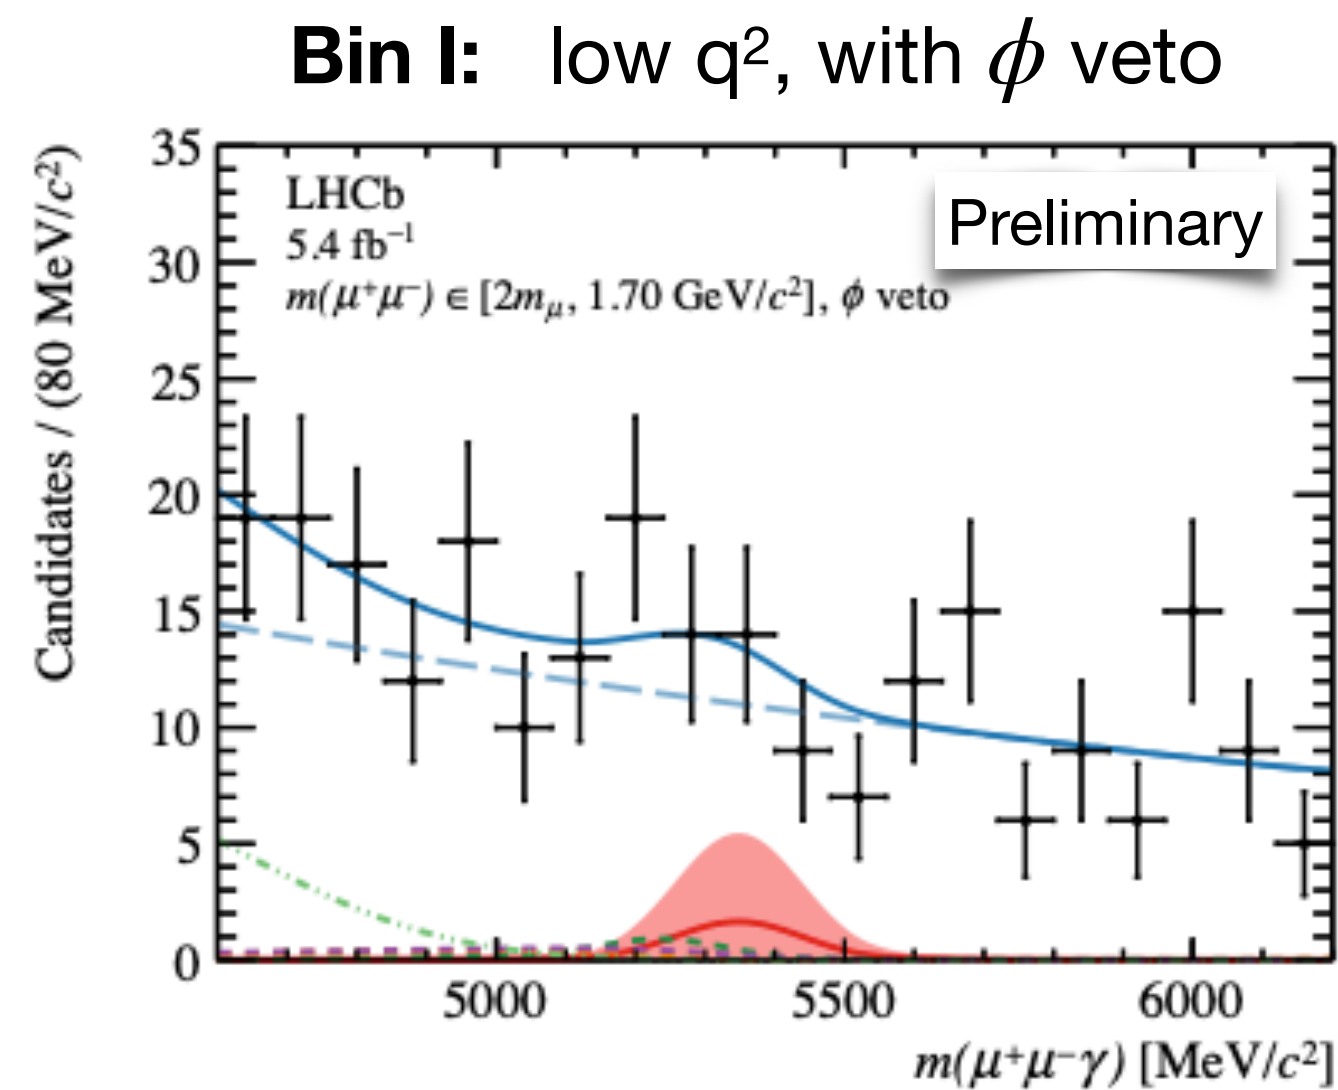 Bin I: low q², with ϕ veto
Candidates / (80 MeV/c²)
35
30
25
20
15
10
5
0
LHCb
5.4 fb⁻¹
m(μ⁺μ⁻) ∈ [2mμ, 1.70 GeV/c²], ϕ veto
Preliminary
5000 5500 6000
m(μ⁺μ⁻γ) [MeV/c²]